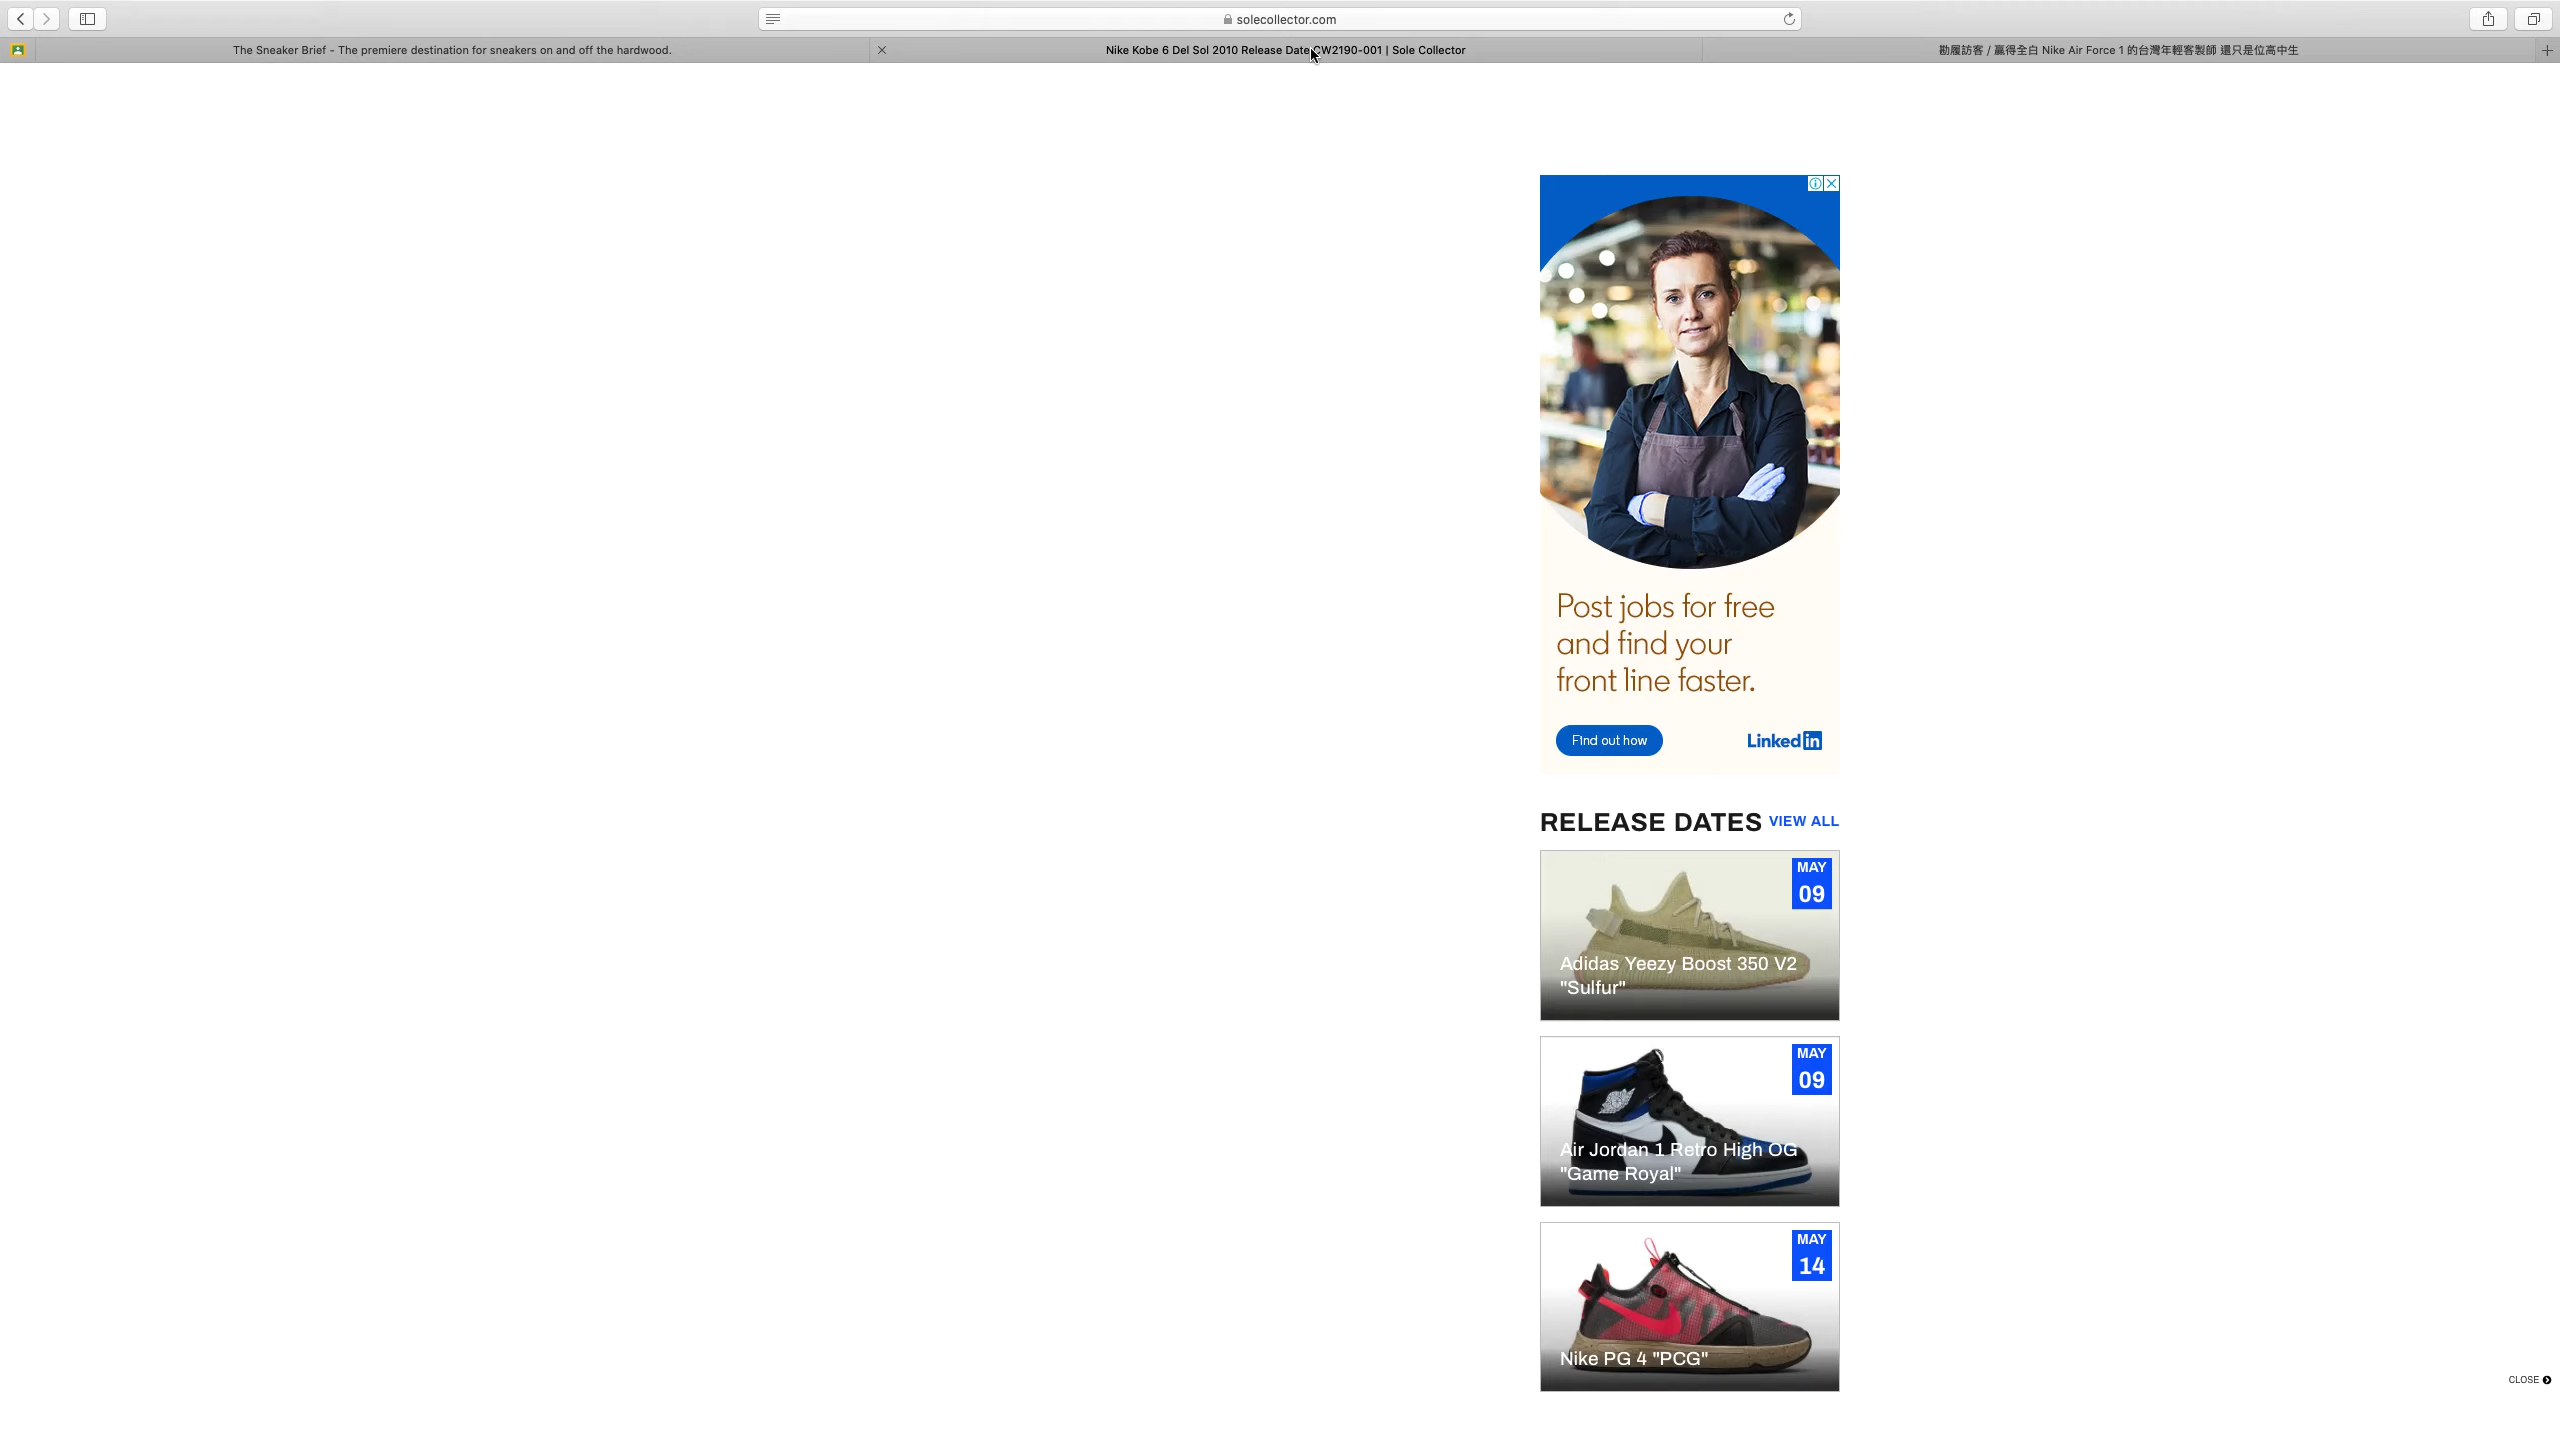 solecollector.com
The Sneaker Brief - The premiere destination for sneakers on and off the hardwood.
Nike Kobe 6 Del Sol 2010 Release Date CW2190-001 | Sole Collector
勘履訪客 / 贏得全白 Nike Air Force 1 的台灣年輕客製師 還只是位高中生
Post jobs for free
and find your
front line faster.
Find out how
Linked in
RELEASE DATES VIEW ALL
MAY
09
Adidas Yeezy Boost 350 V2
"Sulfur"
MAY
09
Air Jordan 1 Retro High OG
"Game Royal"
MAY
14
Nike PG 4 "PCG"
CLOSE